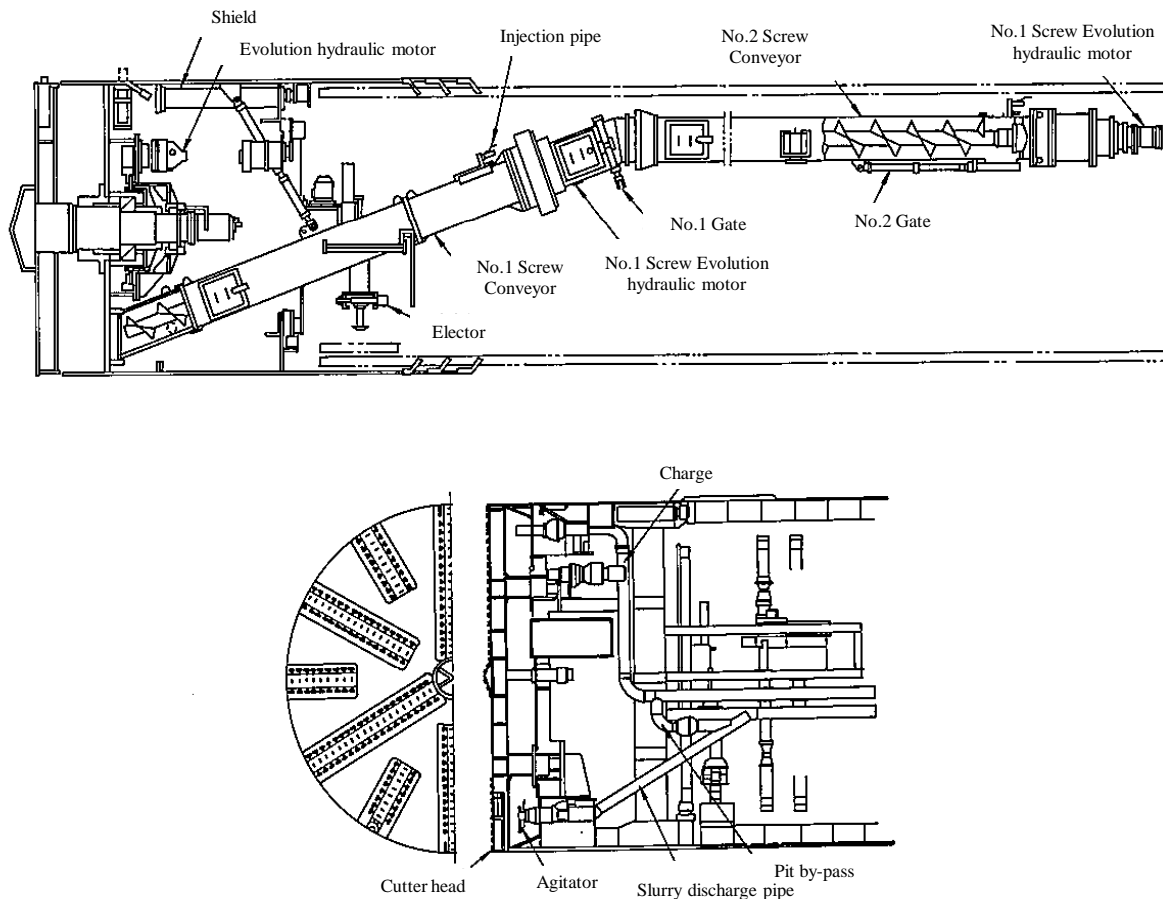 Shield
Evolution hydraulic motor
Injection pipe
No.2 Screw
Conveyor
No.1 Screw Evolution
hydraulic motor
No.1 Gate
No.2 Gate
No.1 Screw
Conveyor
No.1 Screw Evolution
hydraulic motor
Elector
Charge
Cutter head
Agitator
Slurry discharge pipe
Pit by-pass